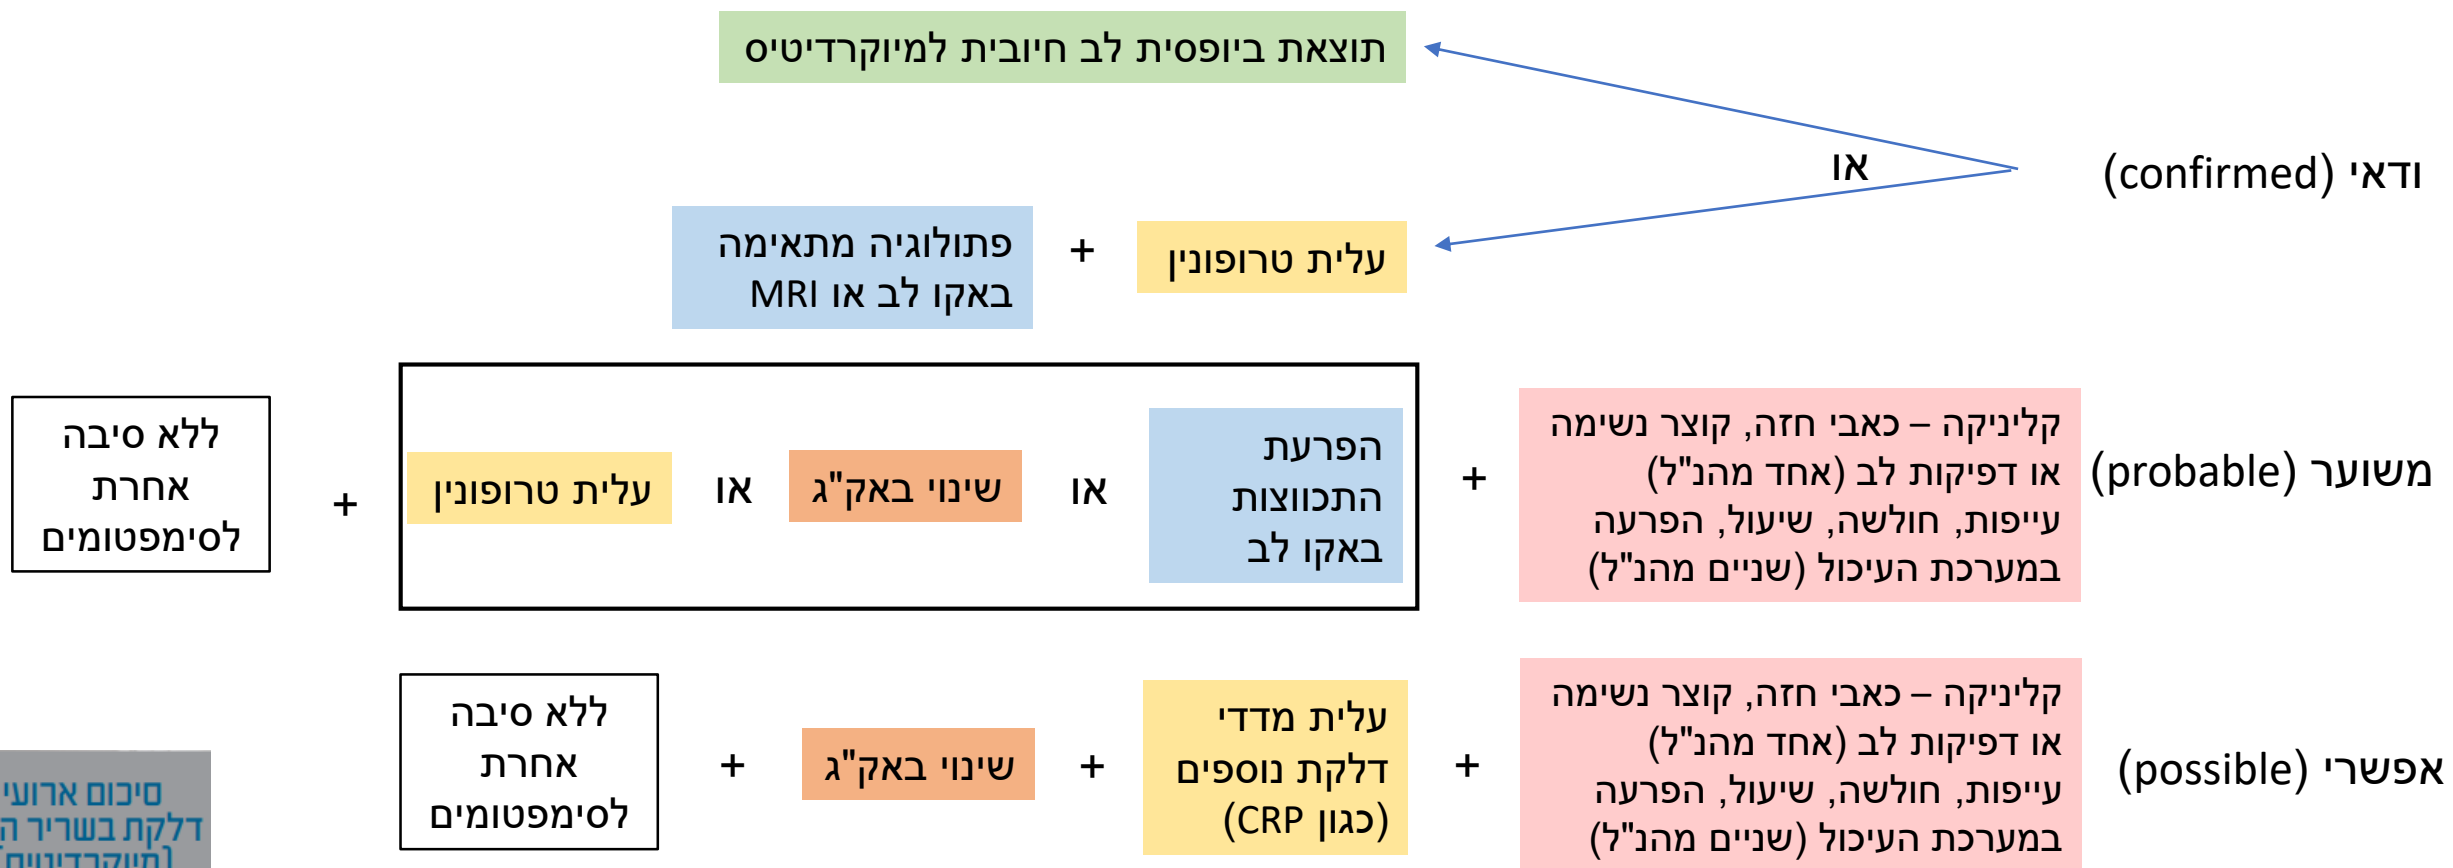 תוצאת ביופסית לב חיובית למיוקרדיטיס
ודאי (confirmed)
או
עלית טרופונין
+
פתולוגיה מתאימה
באקו לב או MRI
משוער (probable)
קליניקה – כאבי חזה, קוצר נשימה
או דפיקות לב (אחד מהנ"ל)
עייפות, חולשה, שיעול, הפרעה
במערכת העיכול (שניים מהנ"ל)
+
הפרעת
התכווצות
באקו לב
או
שינוי באק"ג
או
עלית טרופונין
+
ללא סיבה
אחרת
לסימפטומים
אפשרי (possible)
קליניקה – כאבי חזה, קוצר נשימה
או דפיקות לב (אחד מהנ"ל)
עייפות, חולשה, שיעול, הפרעה
במערכת העיכול (שניים מהנ"ל)
+
עלית מדדי
דלקת נוספים
(כגון CRP)
+
שינוי באק"ג
+
ללא סיבה
אחרת
לסימפטומים
סיכום ארועי
דלקת בשריר